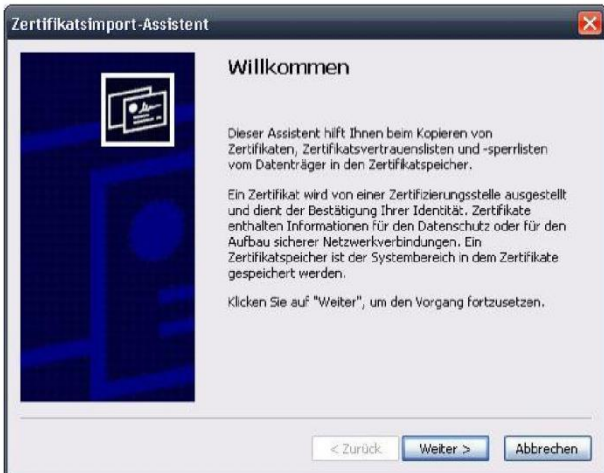 Zertifikatsimport-Assistent
Willkommen
Dieser Assistent hilft Ihnen beim Kopieren von
Zertifikaten, Zertifikatsvertrauenslisten und -sperrlisten
vom Datenträger in den Zertifikatspeicher.
Ein Zertifikat wird von einer Zertifizierungsstelle ausgestellt
und dient der Bestätigung Ihrer Identität. Zertifikate
enthalten Informationen für den Datenschutz oder für den
Aufbau sicherer Netzwerkverbindungen. Ein
Zertifikatspeicher ist der Systembereich in dem Zertifikate
gespeichert werden.
Klicken Sie auf "Weiter", um den Vorgang fortzusetzen.
< Zurück Weiter > Abbrechen